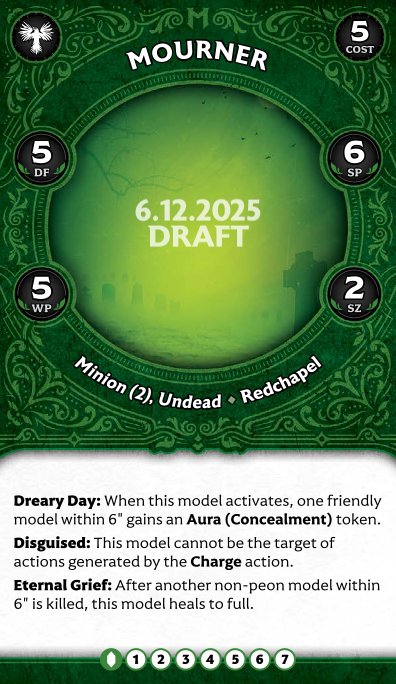 MOURNER
5
COST
5
DF
6
SP
6.12.2025
DRAFT
5
WP
2
SZ
Minion (2), Undead ◆ Redchapel
Dreary Day: When this model activates, one friendly
model within 6" gains an Aura (Concealment) token.
Disguised: This model cannot be the target of
actions generated by the Charge action.
Eternal Grief: After another non-peon model within
6" is killed, this model heals to full.
1 2 3 4 5 6 7